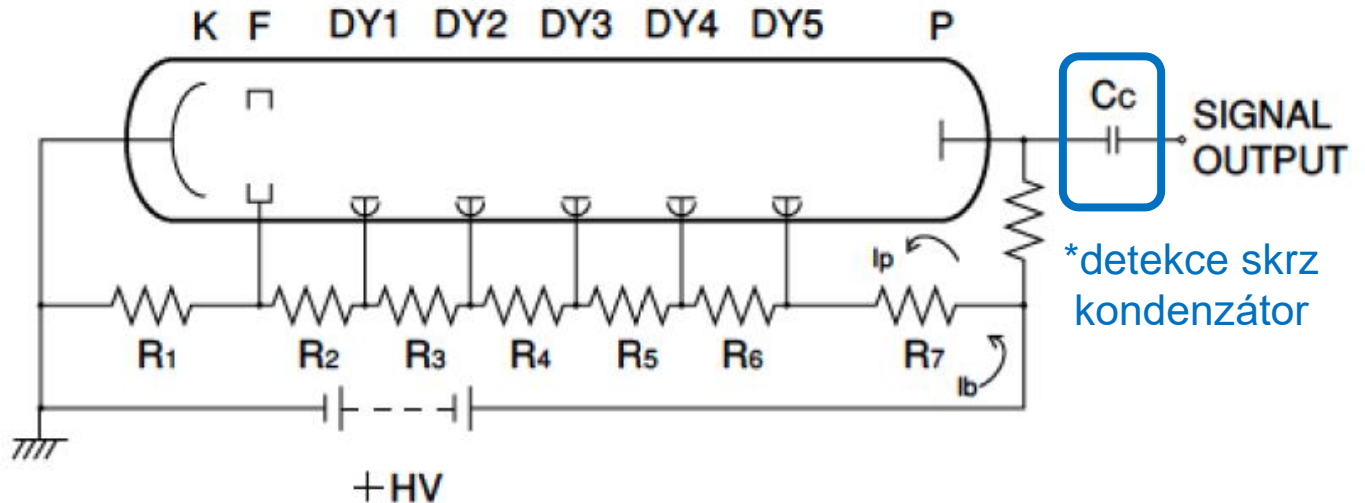 K F DY1 DY2 DY3 DY4 DY5 P
Cc
SIGNAL
OUTPUT
Ip
*detekce skrz
kondenzátor
R1 R2 R3 R4 R5 R6 R7
Ib
+HV